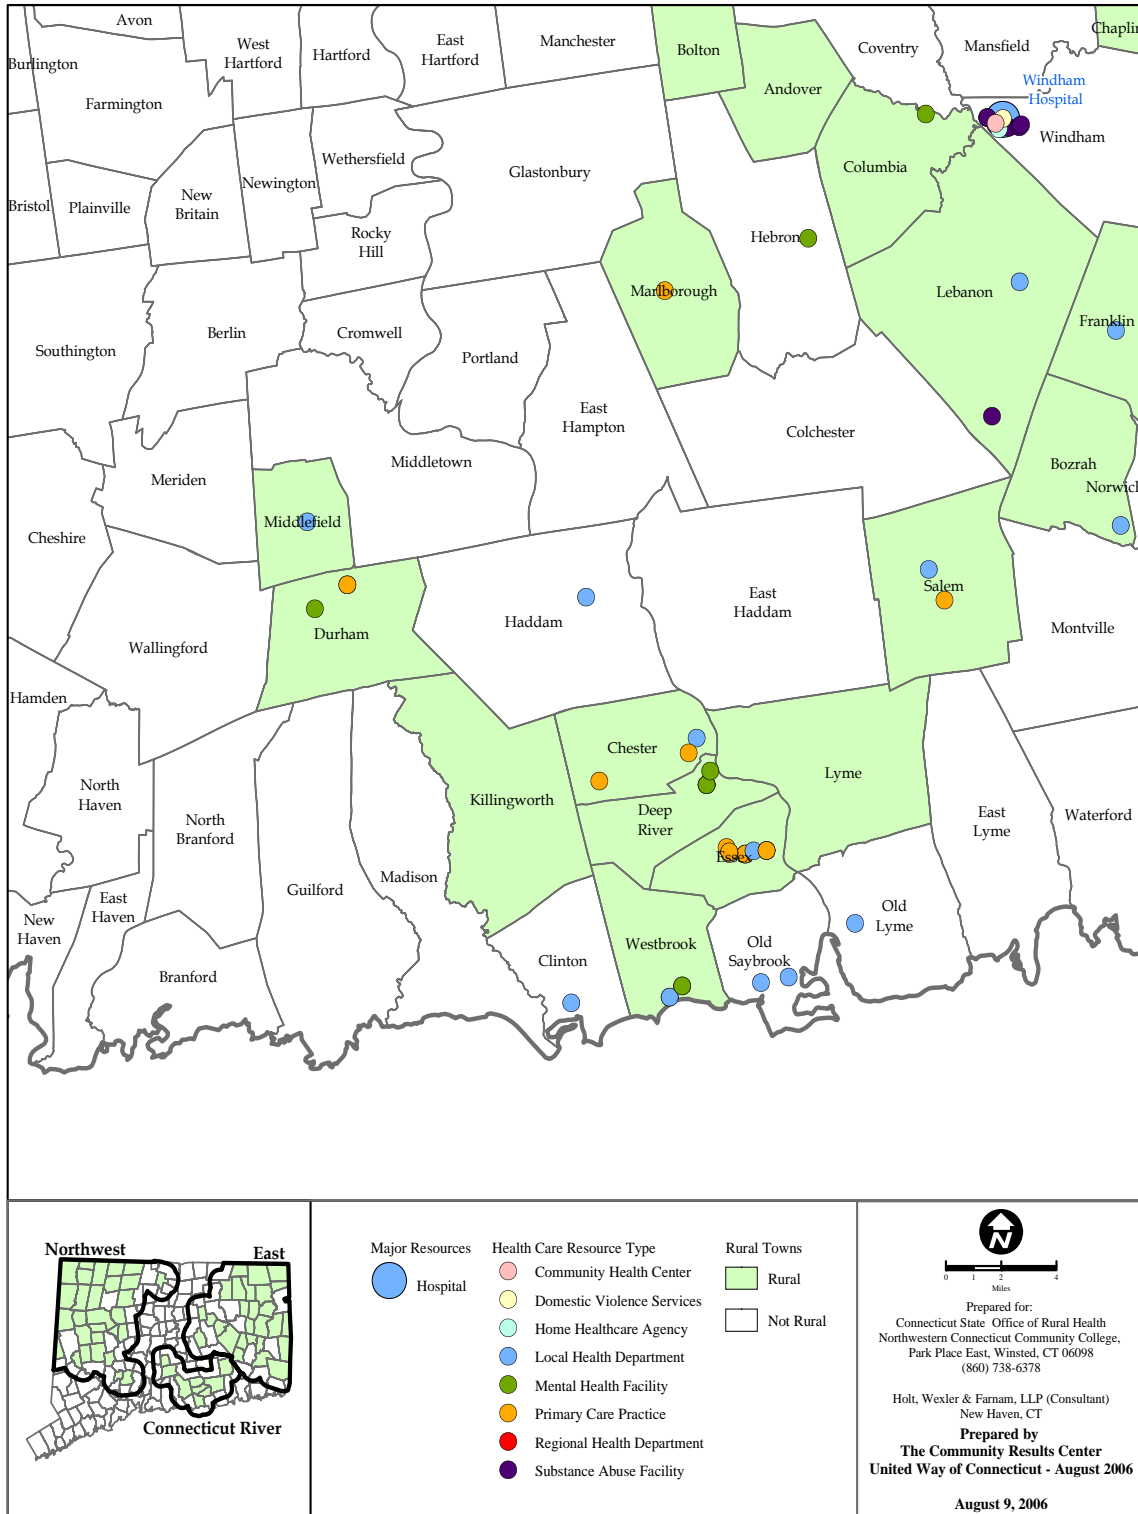 Avon
West
Hartford
Hartford
East
Hartford
Manchester
Bolton
Coventry
Mansfield
Chaplin
Burlington
Farmington
Andover
Windham
Hospital
Windham
Wethersfield
Glastonbury
Columbia
Newington
Bristol
Plainville
New
Britain
Rocky
Hill
Hebron
Marlborough
Lebanon
Franklin
Southington
Berlin
Cromwell
Portland
East
Hampton
Colchester
Meriden
Middletown
Bozrah
Norwich
Middlefield
Cheshire
Haddam
East
Haddam
Salem
Montville
Durham
Wallingford
Hamden
Chester
Lyme
North
Haven
Killingworth
Deep
River
North
Branford
East
Lyme
Waterford
Essex
Guilford
Madison
East
Haven
New
Haven
Old
Lyme
Westbrook
Old
Saybrook
Clinton
Branford
Northwest
East
Connecticut River
Major Resources
Hospital
Health Care Resource Type
Community Health Center
Domestic Violence Services
Home Healthcare Agency
Local Health Department
Mental Health Facility
Primary Care Practice
Regional Health Department
Substance Abuse Facility
Rural Towns
Rural
Not Rural
N
0 1 2 4
Miles
Prepared for:
Connecticut State Office of Rural Health
Northwestern Connecticut Community College,
Park Place East, Winsted, CT 06098
(860) 738-6378
Holt, Wexler & Farnam, LLP (Consultant)
New Haven, CT
Prepared by
The Community Results Center
United Way of Connecticut - August 2006
August 9, 2006